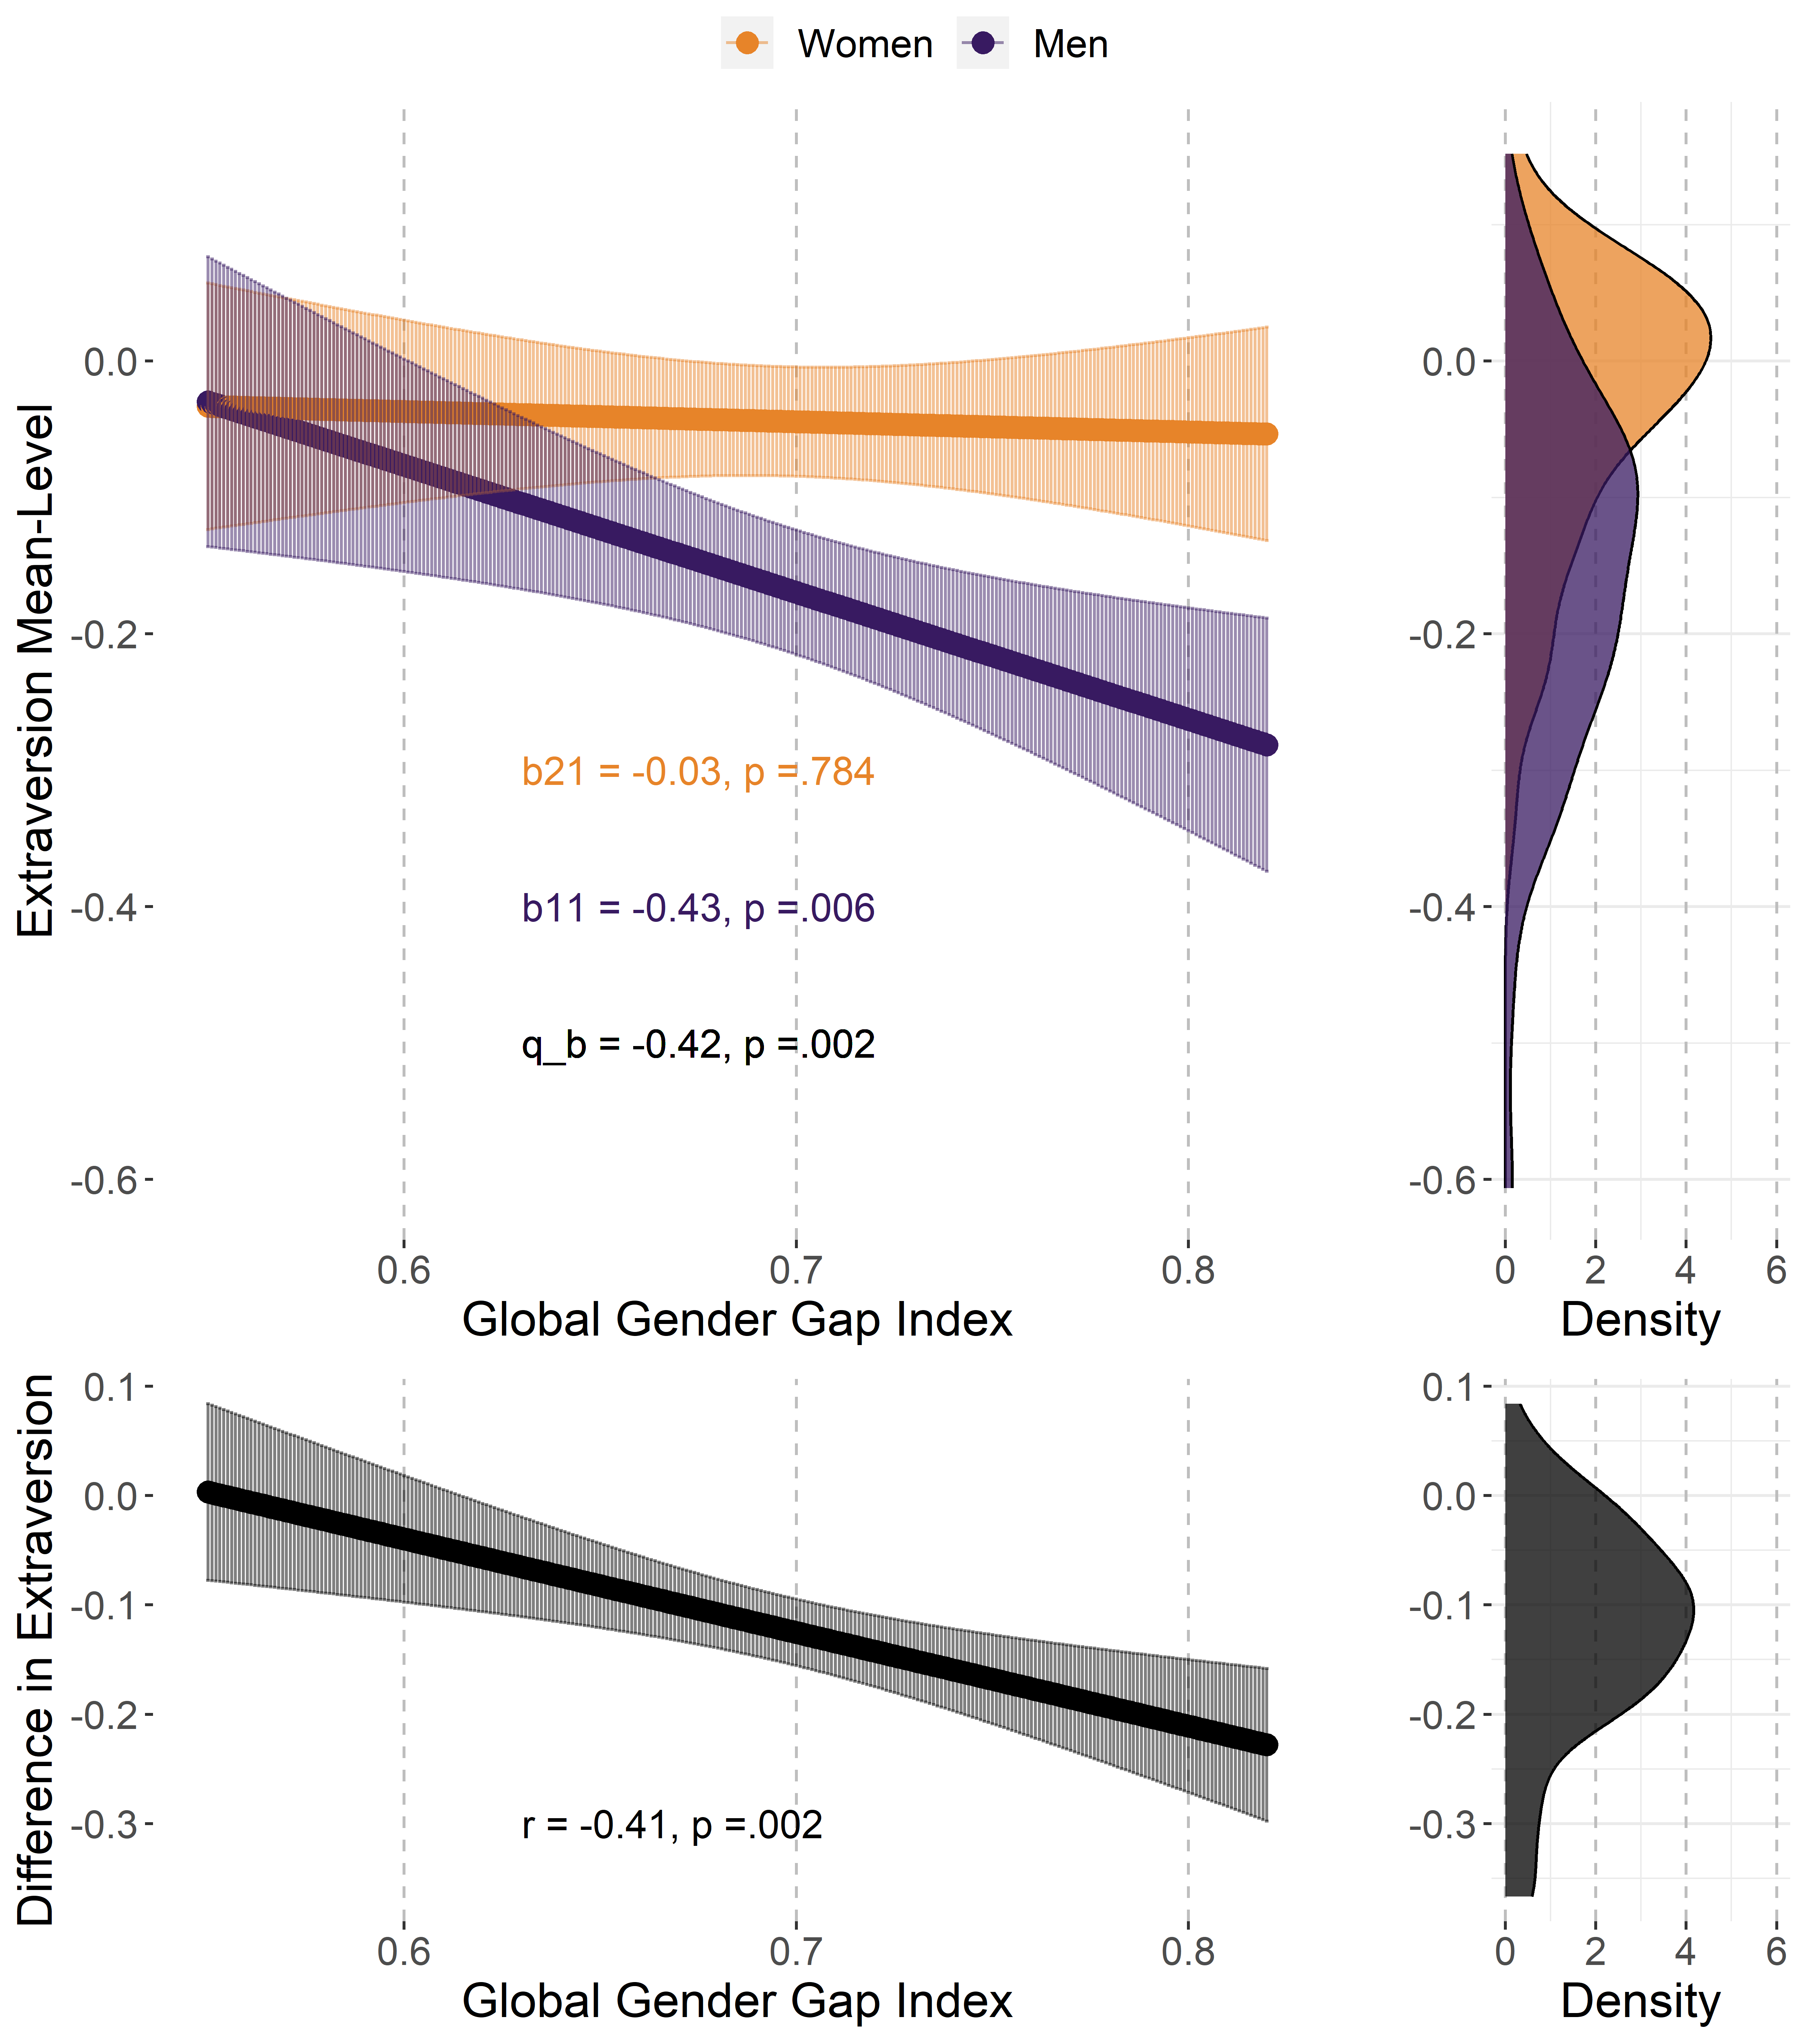 Women Men
Extraversion Mean-Level
0.0
-0.2
-0.4
-0.6
b21 = -0.03, p =.784
b11 = -0.43, p =.006
q_b = -0.42, p =.002
0.6 0.7 0.8
Global Gender Gap Index
0.0
-0.2
-0.4
-0.6
0 2 4 6
Density
Difference in Extraversion
0.1
0.0
-0.1
-0.2
-0.3
r = -0.41, p =.002
0.6 0.7 0.8
Global Gender Gap Index
0.1
0.0
-0.1
-0.2
-0.3
0 2 4 6
Density